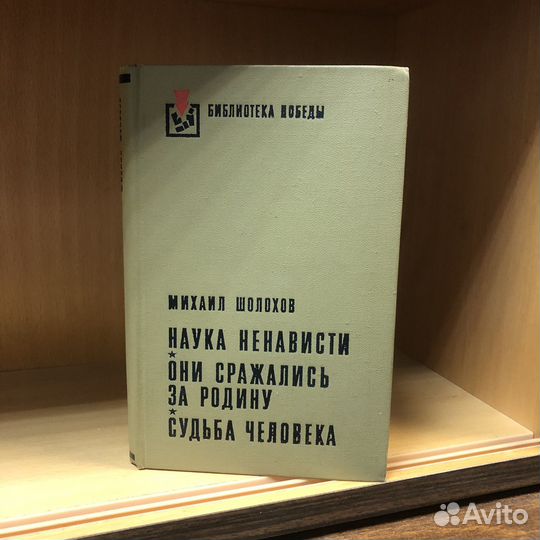 БИБЛИОТЕКА ПОБЕДЫ
МИХАИЛ ШОЛОХОВ
НАУКА НЕНАВИСТИ
ОНИ СРАЖАЛИСЬ
ЗА РОДИНУ
СУДЬБА ЧЕЛОВЕКА
Avito